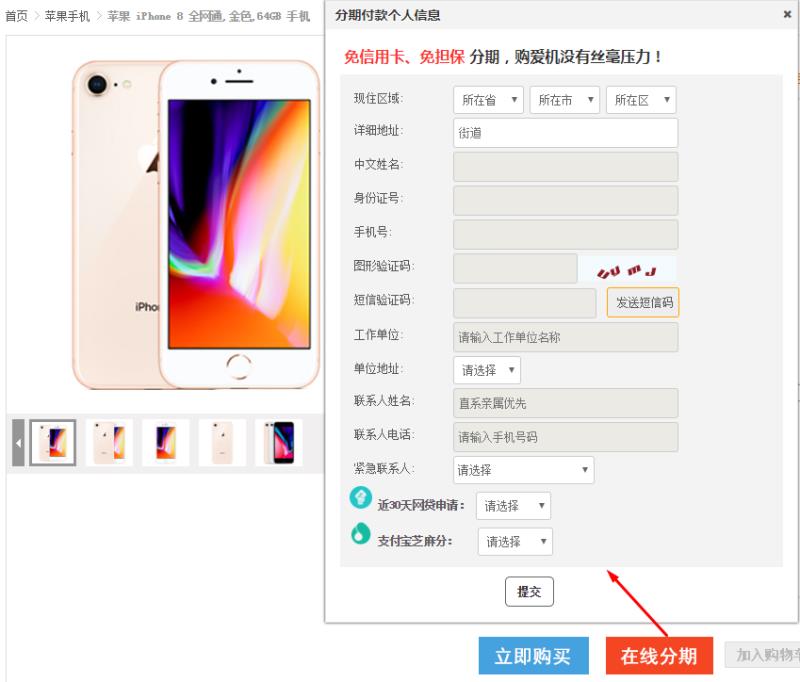 首页 > 苹果手机 > 苹果 iPhone 8 全网通,金色,64GB 手机
分期付款个人信息 ×
免信用卡、免担保 分期，购爱机没有丝毫压力！
现住区域： 所在省 所在市 所在区
详细地址： 街道
中文姓名：
身份证号：
手机号：
图形验证码：
短信验证码： 发送短信码
工作单位： 请输入工作单位名称
单位地址： 请选择
联系人姓名： 直系亲属优先
联系人电话： 请输入手机号码
紧急联系人： 请选择
近30天网贷申请： 请选择
支付宝芝麻分： 请选择
提交
立即购买 在线分期 加入购物车
iPho